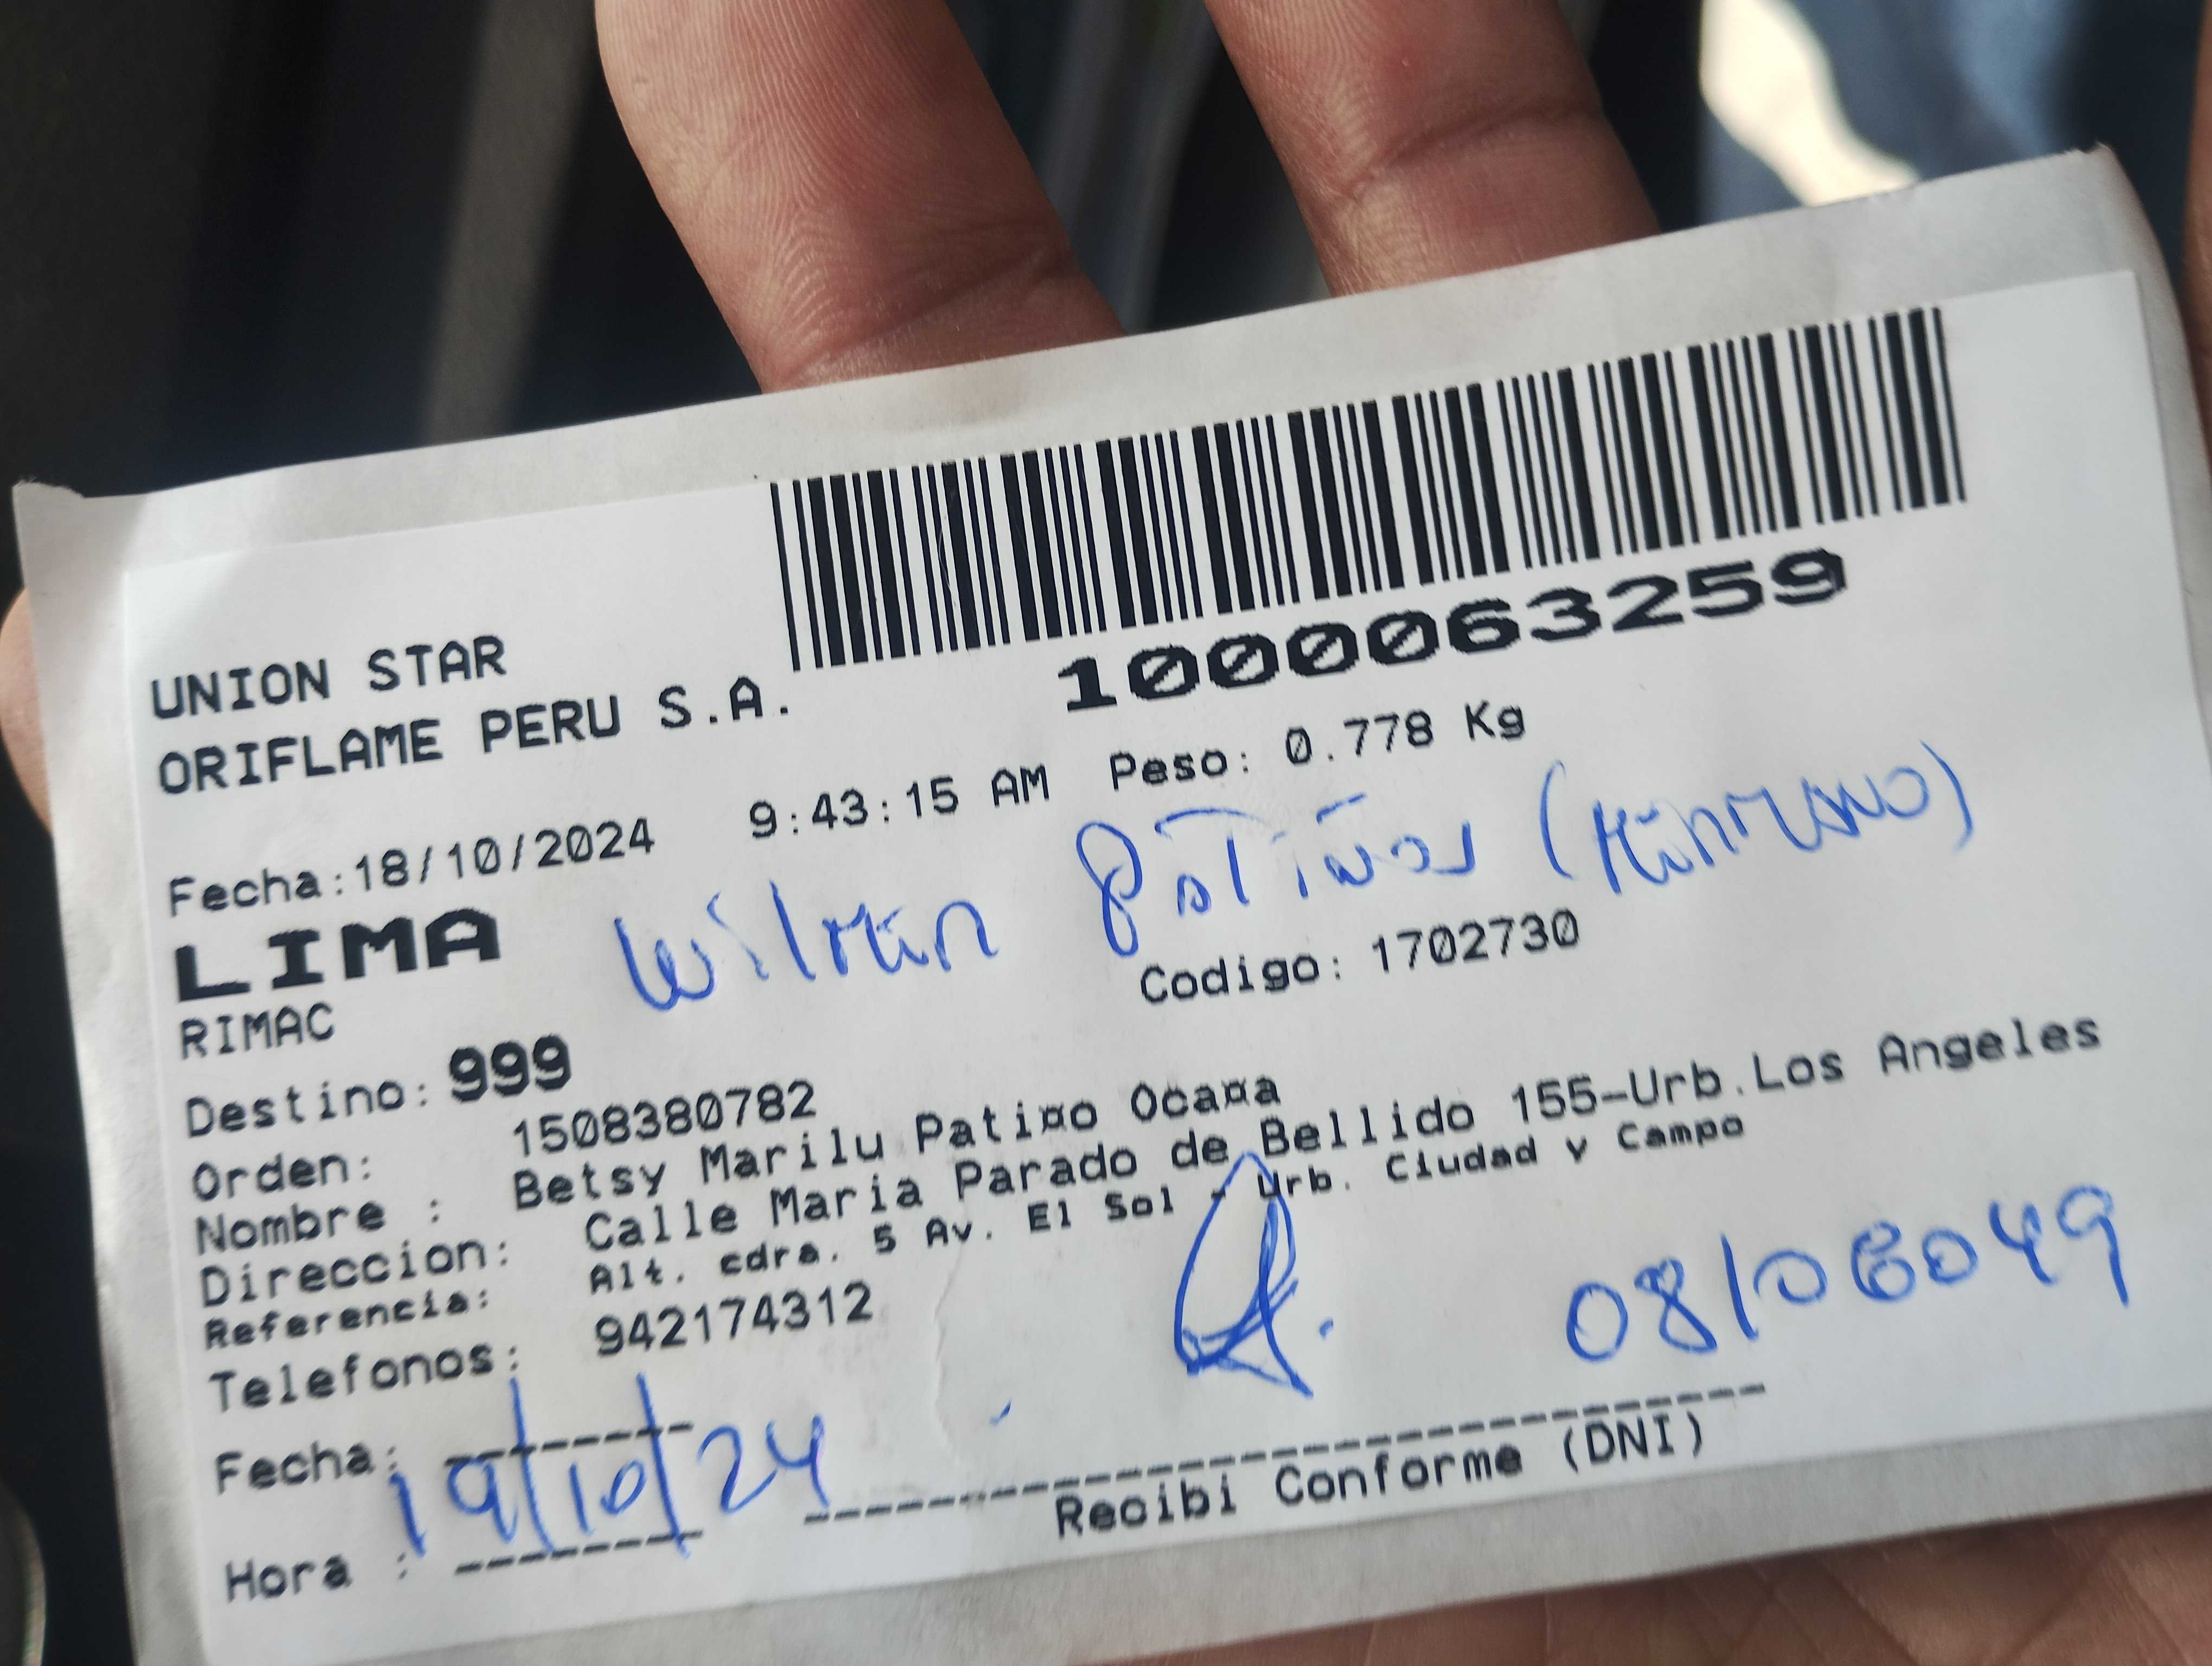 1000063259
UNION STAR
ORIFLAME PERU S.A.
Fecha:18/10/2024 9:43:15 AM Peso: 0.778 Kg
LIMA
Wilman Patiño (Hermano)
RIMAC
Codigo: 1702730
Destino: 999
Orden: 1508380782
Nombre : Betsy Marilu Pati¤o Oca¤a
Direccion: Calle Maria Parado de Bellido 155-Urb.Los Angeles
Referencia: Alt. cdra. 5 Av. El Sol - Urb. Ciudad y Campo
Telefonos: 942174312
08106049
Fecha: 19/10/24
Recibi Conforme (DNI)
Hora :